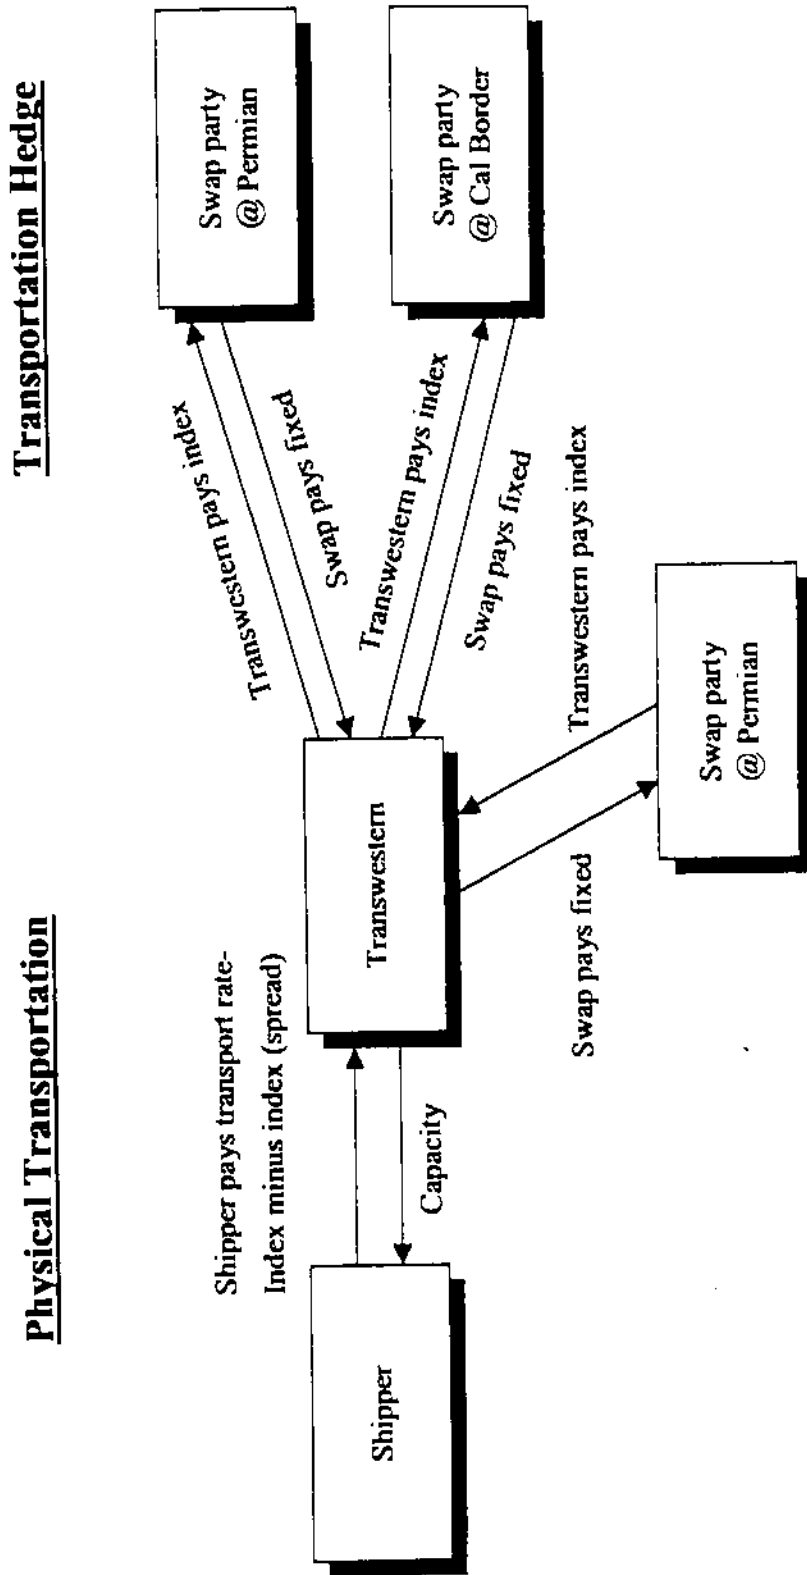 Physical Transportation
Transportation Hedge
Shipper
Shipper pays transport rate-
Index minus index (spread)
Capacity
Transwestern
Transwestern pays index
Swap pays fixed
Swap party
@ Permian
Transwestern pays index
Swap pays fixed
Swap party
@ Cal Border
Swap pays fixed
Transwestern pays index
Swap party
@ Permian